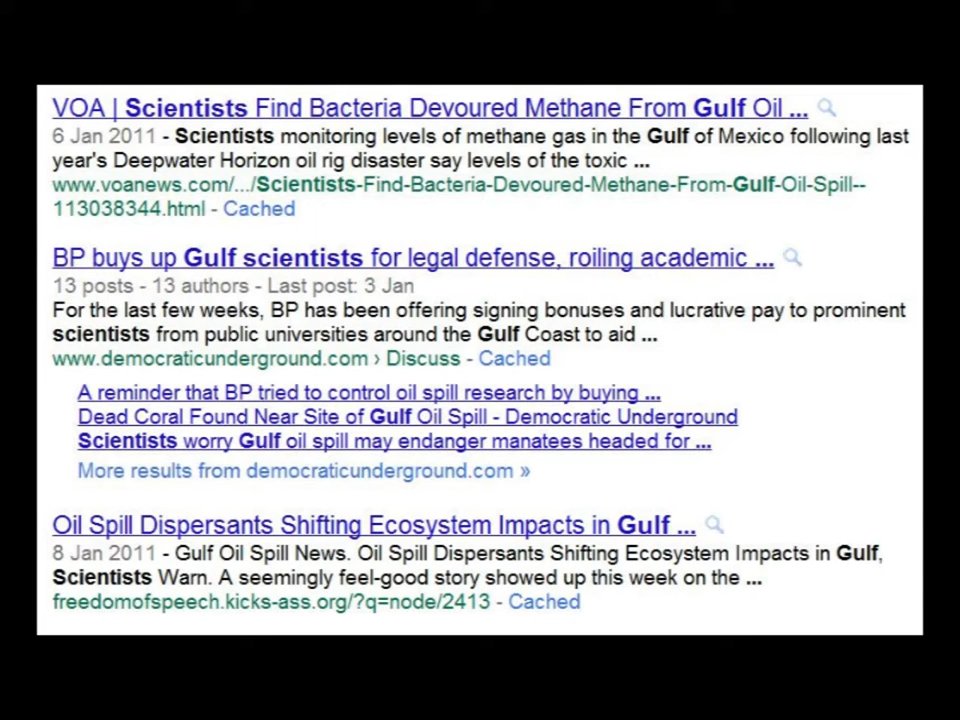 VOA | Scientists Find Bacteria Devoured Methane From Gulf Oil ...
6 Jan 2011 - Scientists monitoring levels of methane gas in the Gulf of Mexico following last
year's Deepwater Horizon oil rig disaster say levels of the toxic ...
www.voanews.com/.../Scientists-Find-Bacteria-Devoured-Methane-From-Gulf-Oil-Spill--
113038344.html - Cached
BP buys up Gulf scientists for legal defense, roiling academic ...
13 posts - 13 authors - Last post: 3 Jan
For the last few weeks, BP has been offering signing bonuses and lucrative pay to prominent
scientists from public universities around the Gulf Coast to aid ...
www.democraticunderground.com › Discuss - Cached
A reminder that BP tried to control oil spill research by buying ...
Dead Coral Found Near Site of Gulf Oil Spill - Democratic Underground
Scientists worry Gulf oil spill may endanger manatees headed for ...
More results from democraticunderground.com »
Oil Spill Dispersants Shifting Ecosystem Impacts in Gulf ...
8 Jan 2011 - Gulf Oil Spill News. Oil Spill Dispersants Shifting Ecosystem Impacts in Gulf,
Scientists Warn. A seemingly feel-good story showed up this week on the ...
freedomofspeech.kicks-ass.org/?q=node/2413 - Cached